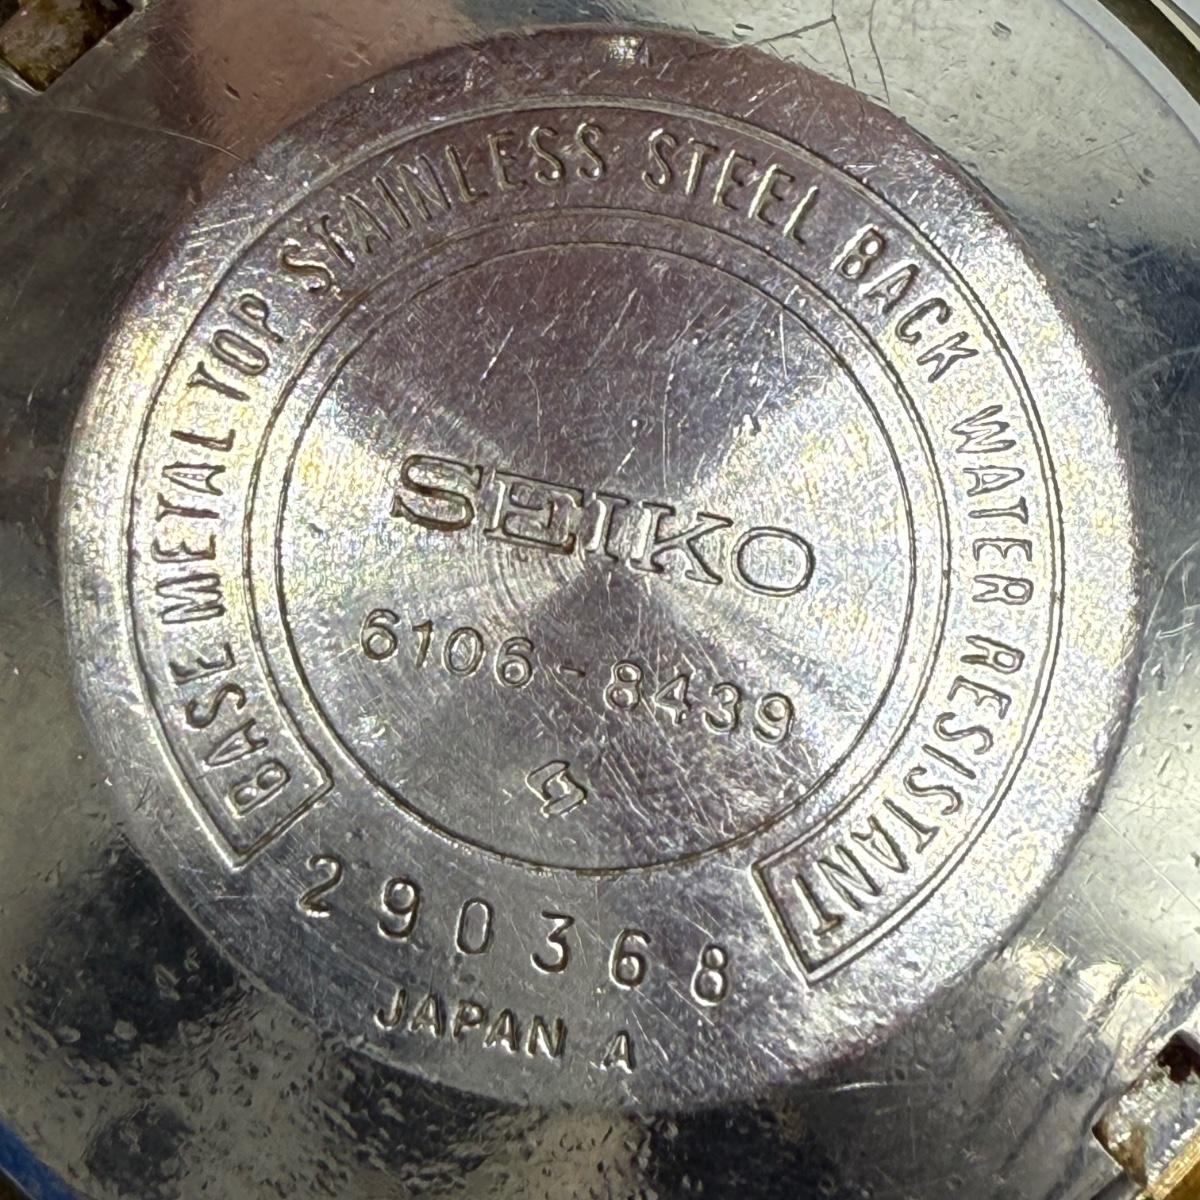 BASE METAL TOP STAINLESS STEEL BACK WATER RESISTANT
SEIKO
6106-8439
290368
JAPAN A